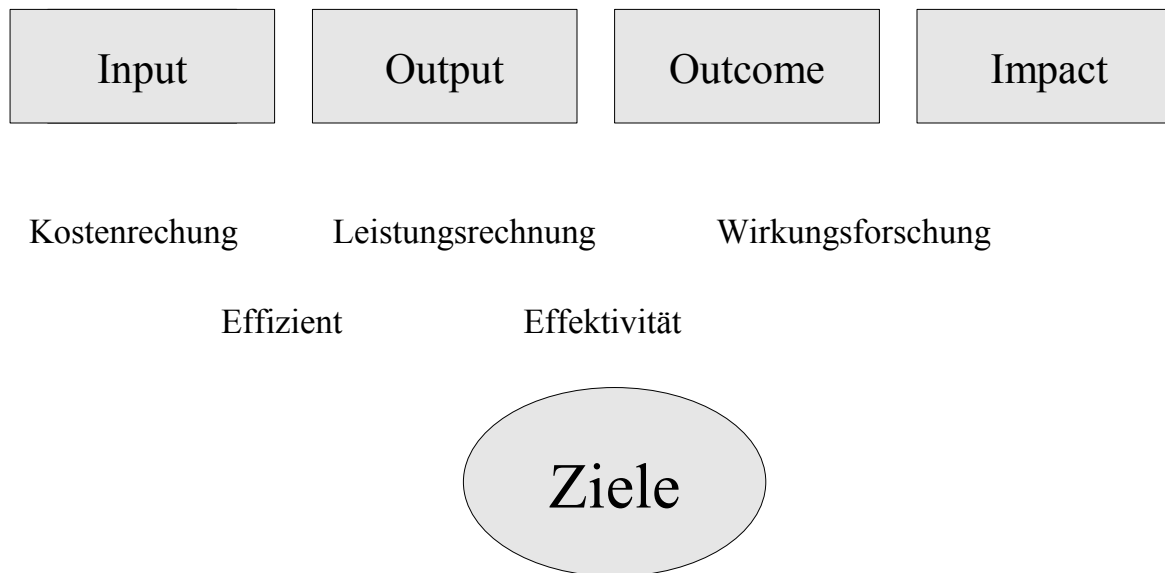 Input Output Outcome Impact
Kostenrechung Leistungsrechnung Wirkungsforschung
Effizient Effektivität
Ziele